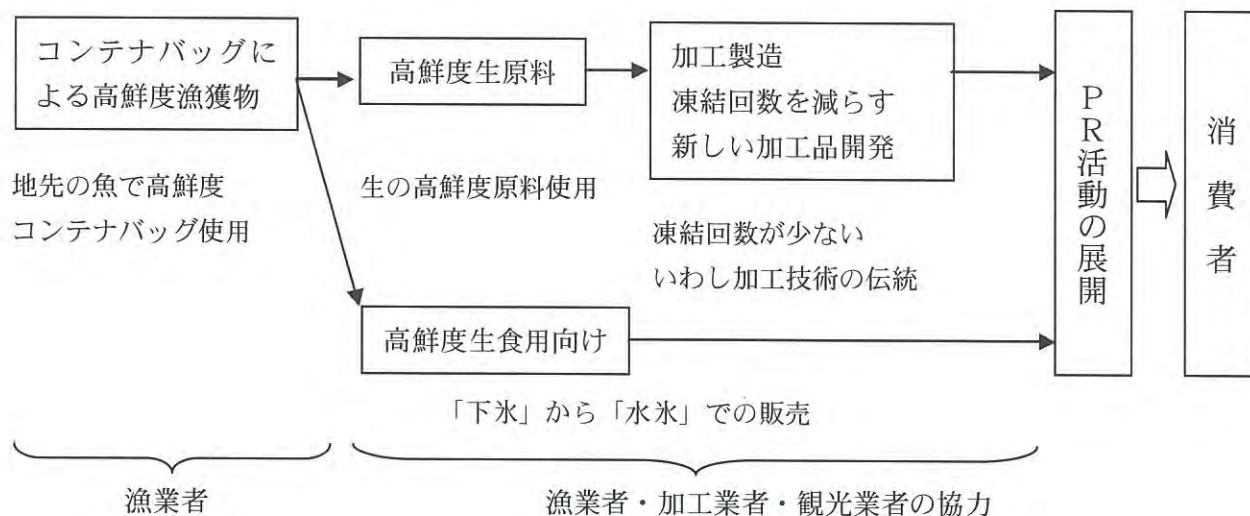 コンテナバッグに
よる高鮮度漁獲物
地先の魚で高鮮度
コンテナバッグ使用
高鮮度生原料
生の高鮮度原料使用
加工製造
凍結回数を減らす
新しい加工品開発
凍結回数が少ない
いわし加工技術の伝統
高鮮度生食用向け
「下氷」から「水氷」での販売
ＰＲ活動の展開
消費者
漁業者
漁業者・加工業者・観光業者の協力